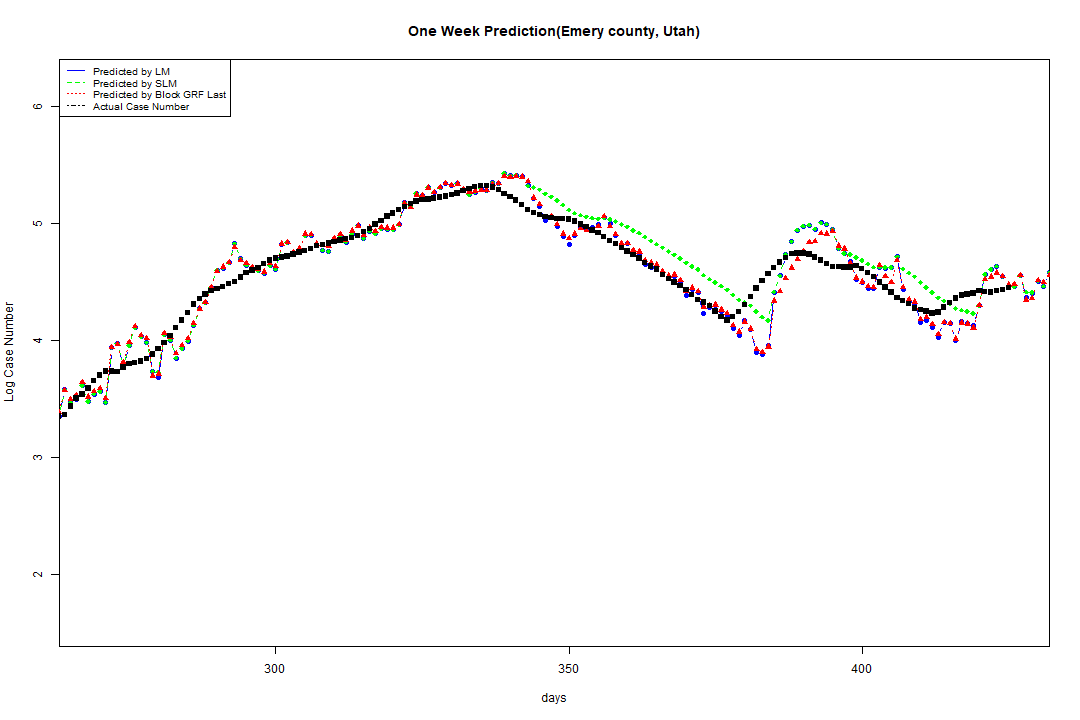 One Week Prediction(Emery county, Utah)
Predicted by LM
Predicted by SLM
Predicted by Block GRF Last
Actual Case Number
6
5
4
3
2
Log Case Number
300 350 400
days